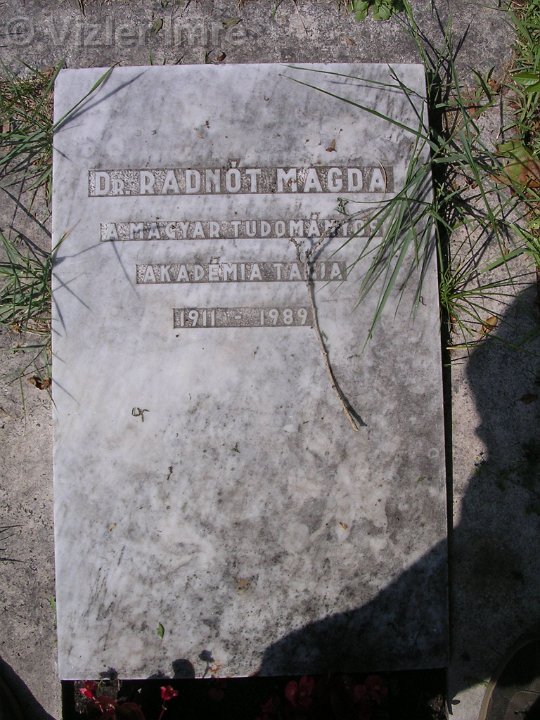 © Vizler Imre
DR. RADNÓT MAGDA
A MAGYAR TUDOMÁNYOS
AKADÉMIA TAGJA
1911 - 1989